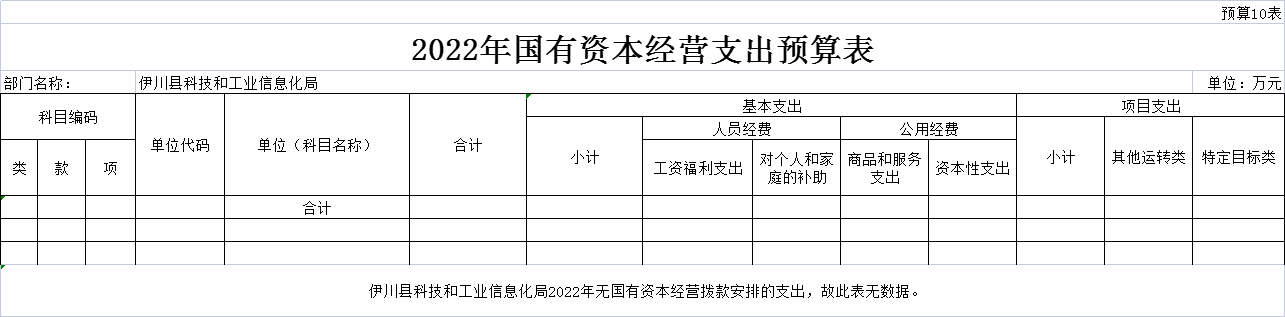 预算10表
2022年国有资本经营支出预算表
部门名称： 伊川县科技和工业信息化局 单位：万元
科目编码 单位代码 单位（科目名称） 合计 基本支出 项目支出
小计 人员经费 公用经费 小计 其他运转类 特定目标类
类 款 项 工资福利支出 对个人和家庭的补助 商品和服务支出 资本性支出
合计
伊川县科技和工业信息化局2022年无国有资本经营拨款安排的支出，故此表无数据。